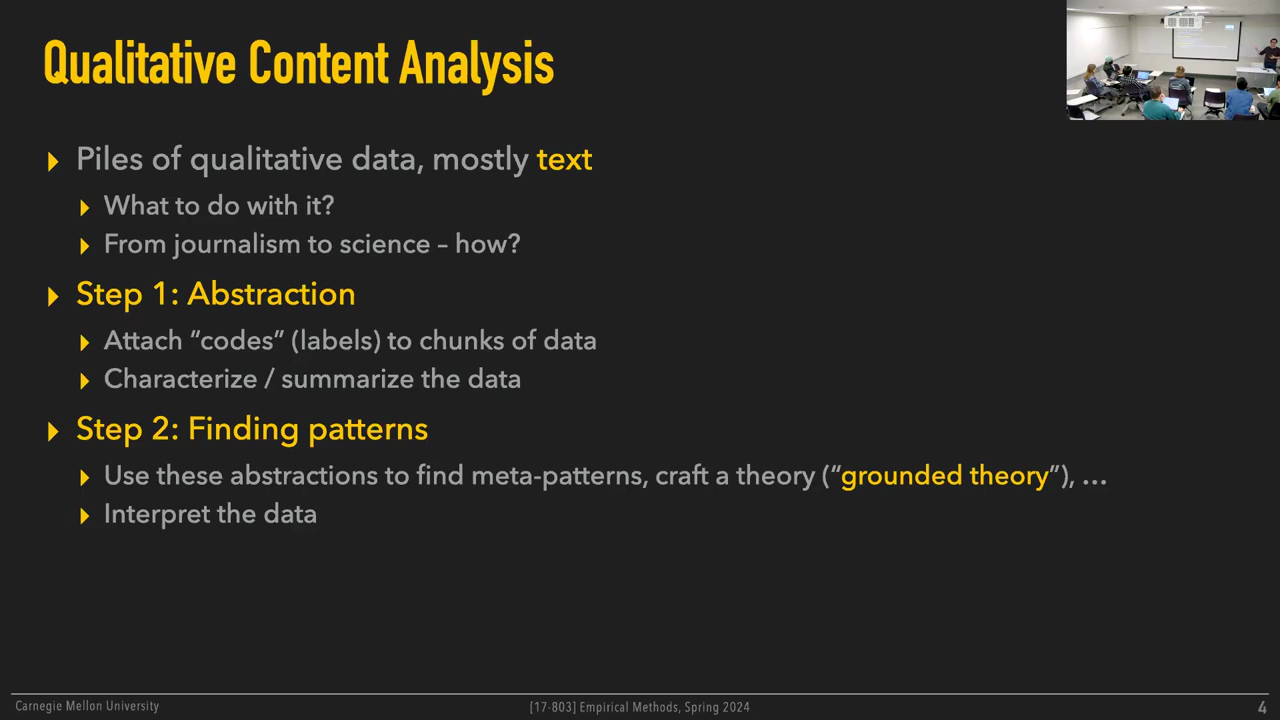 Qualitative Content Analysis
Piles of qualitative data, mostly text
What to do with it?
From journalism to science – how?
Step 1: Abstraction
Attach “codes” (labels) to chunks of data
Characterize / summarize the data
Step 2: Finding patterns
Use these abstractions to find meta-patterns, craft a theory (“grounded theory”), …
Interpret the data
Carnegie Mellon University
[17-803] Empirical Methods, Spring 2024
4